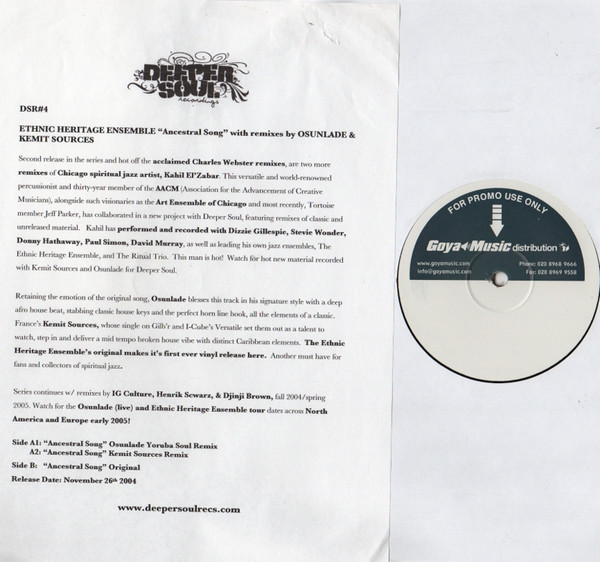 DEEPER
SOUL
recordings
DSR#4
ETHNIC HERITAGE ENSEMBLE "Ancestral Song" with remixes by OSUNLADE &
KEMIT SOURCES
Second release in the series and hot off the acclaimed Charles Webster remixes, are two more
remixes of Chicago spiritual jazz artist, Kahil El'Zabar. This versatile and world-renowned
percussionist and thirty-year member of the AACM (Association for the Advancement of Creative
Musicians), alongside such visionaries as the Art Ensemble of Chicago and most recently, Tortoise
member Jeff Parker, has collaborated in a new project with Deeper Soul, featuring remixes of classic and
unreleased material. Kahil has performed and recorded with Dizzie Gillespie, Stevie Wonder,
Donny Hathaway, Paul Simon, David Murray, as well as leading his own jazz ensembles, The
Ethnic Heritage Ensemble, and The Ritual Trio. This man is hot! Watch for hot new material recorded
with Kemit Sources and Osunlade for Deeper Soul.
Retaining the emotion of the original song, Osunlade blesses this track in his signature style with a deep
afro house beat, stabbing classic house keys and the perfect horn line hook, all the elements of a classic.
France's Kemit Sources, whose single on Gilb'r and I-Cube's Versatile set them out as a talent to
watch, step in and deliver a mid tempo broken house vibe with distinct Caribbean elements. The Ethnic
Heritage Ensemble's original makes it's first ever vinyl release here. Another must have for
fans and collectors of spiritual jazz.
Series continues w/ remixes by IG Culture, Henrik Scwarz, & Djinji Brown, fall 2004/spring
2005. Watch for the Osunlade (live) and Ethnic Heritage Ensemble tour dates across North
America and Europe early 2005!
Side A1: "Ancestral Song" Osunlade Yoruba Soul Remix
A2: "Ancestral Song" Kemit Sources Remix
Side B: "Ancestral Song" Original
Release Date: November 26th 2004
www.deepersoulrecs.com
FOR PROMO USE ONLY
Goya Music distribution
www.goyamusic.com Phone: 020 8968 9666
info@goyamusic.com Fax: 020 8969 9558